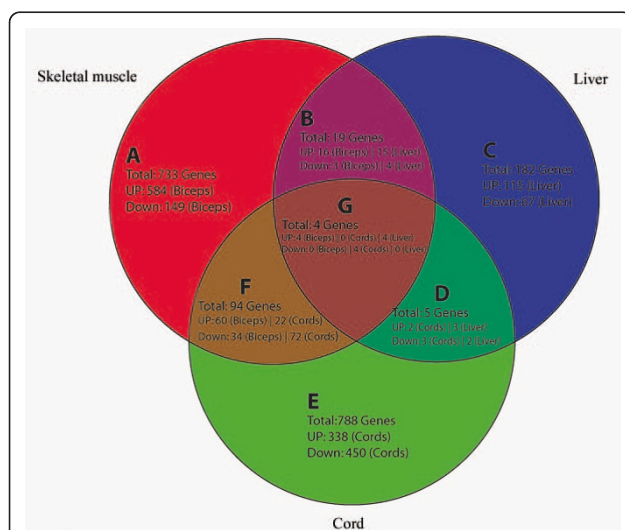 Skeletal muscle
Liver
A
Total: 733 Genes
UP: 584 (Biceps)
Down: 149 (Biceps)
B
Total: 19 Genes
UP: 16 (Biceps) | 15 (Liver)
Down: 3 (Biceps) | 4 (Liver)
C
Total: 182 Genes
UP: 115 (Liver)
Down: 67 (Liver)
G
Total: 4 Genes
UP: 4 (Biceps) | 0 (Cords) | 4 (Liver)
Down: 0 (Biceps) | 4 (Cords) | 0 (Liver)
F
Total: 94 Genes
UP: 60 (Biceps) | 22 (Cords)
Down: 34 (Biceps) | 72 (Cords)
D
Total: 5 Genes
UP: 2 (Cords) | 3 (Liver)
Down: 3 (Cords) | 2 (Liver)
E
Total:788 Genes
UP: 338 (Cords)
Down: 450 (Cords)
Cord